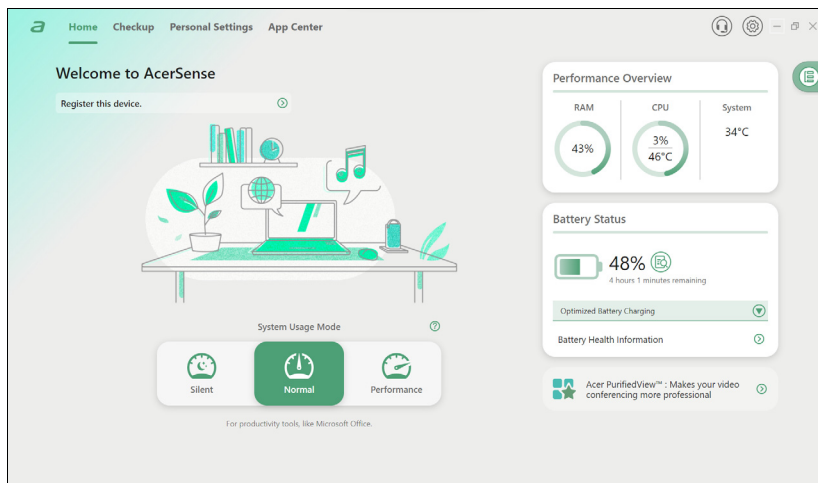 a
Home
Checkup
Personal Settings
App Center
Welcome to AcerSense
Register this device.
System Usage Mode
?
Silent
Normal
Performance
For productivity tools, like Microsoft Office.
Performance Overview
RAM
CPU
System
43%
3%
46°C
34°C
Battery Status
48%
4 hours 1 minutes remaining
Optimized Battery Charging
Battery Health Information
Acer PurifiedView™ : Makes your video
conferencing more professional